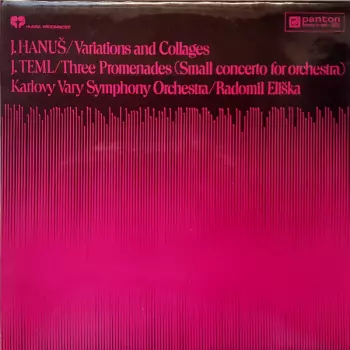 panton
J. HANUŠ/Variations and Collages
J. TEML/Three Promenades (Small concerto for orchestra)
Karlovy Vary Symphony Orchestra/Radomil Eliška